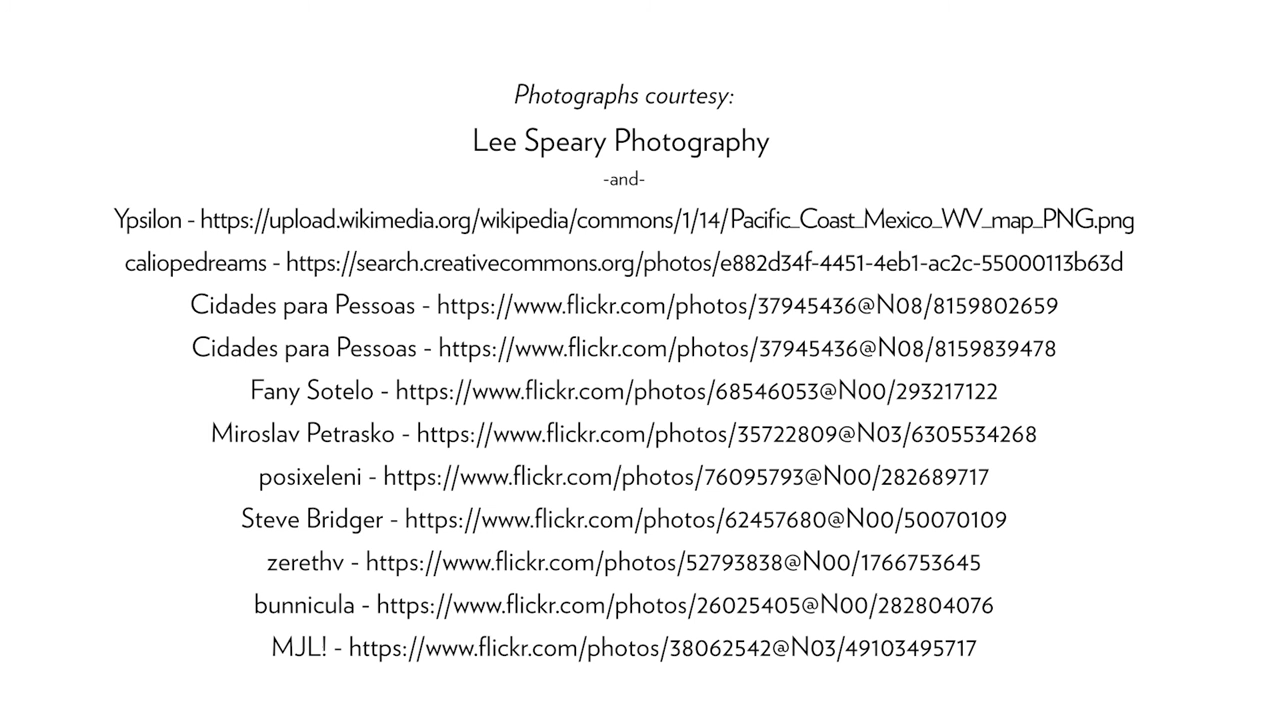 Photographs courtesy:
Lee Speary Photography
-and-
Ypsilon - https://upload.wikimedia.org/wikipedia/commons/1/14/Pacific_Coast_Mexico_WV_map_PNG.png
caliopedreams - https://search.creativecommons.org/photos/e882d34f-4451-4eb1-ac2c-55000113b63d
Cidades para Pessoas - https://www.flickr.com/photos/37945436@N08/8159802659
Cidades para Pessoas - https://www.flickr.com/photos/37945436@N08/8159839478
Fany Sotelo - https://www.flickr.com/photos/68546053@N00/293217122
Miroslav Petrasko - https://www.flickr.com/photos/35722809@N03/6305534268
posixeleni - https://www.flickr.com/photos/76095793@N00/282689717
Steve Bridger - https://www.flickr.com/photos/62457680@N00/50070109
zerethv - https://www.flickr.com/photos/52793838@N00/1766753645
bunnicula - https://www.flickr.com/photos/26025405@N00/282804076
MJL! - https://www.flickr.com/photos/38062542@N03/49103495717